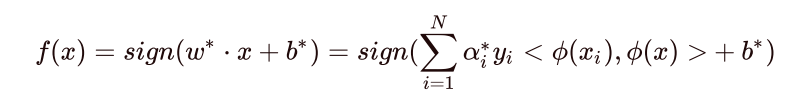 f(x) = sign(w* · x + b*) = sign(∑_{i=1}^{N} α_i^* y_i < ϕ(x_i), ϕ(x) > + b*)